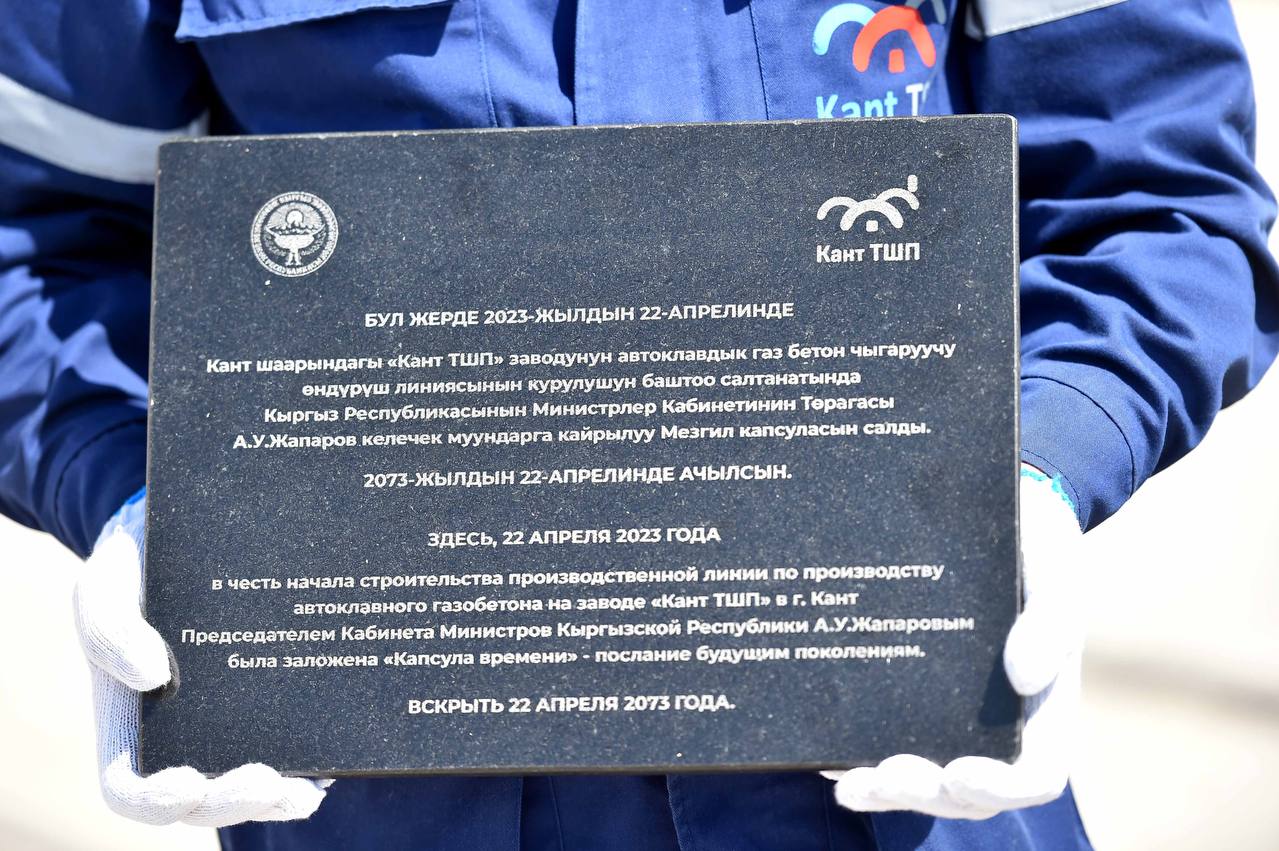 Кант
Кант ТШП
БУЛ ЖЕРДЕ 2023-ЖЫЛДЫН 22-АПРЕЛИНДЕ
Кант шаарындагы «Кант ТШП» заводунун автоклавдык газ бетон чыгаруучу
өндүрүш линиясынын курулушун баштоо салтанатында
Кыргыз Республикасынын Министрлер Кабинетинин Төрагасы
А.У.Жапаров келечек муундарга кайрылуу Мезгил капсуласын салды.
2073-ЖЫЛДЫН 22-АПРЕЛИНДЕ АЧЫЛСЫН.
ЗДЕСЬ, 22 АПРЕЛЯ 2023 ГОДА
в честь начала строительства производственной линии по производству
автоклавного газобетона на заводе «Кант ТШП» в г. Кант
Председателем Кабинета Министров Кыргызской Республики А.У.Жапаровым
была заложена «Капсула времени» - послание будущим поколениям.
ВСКРЫТЬ 22 АПРЕЛЯ 2073 ГОДА.